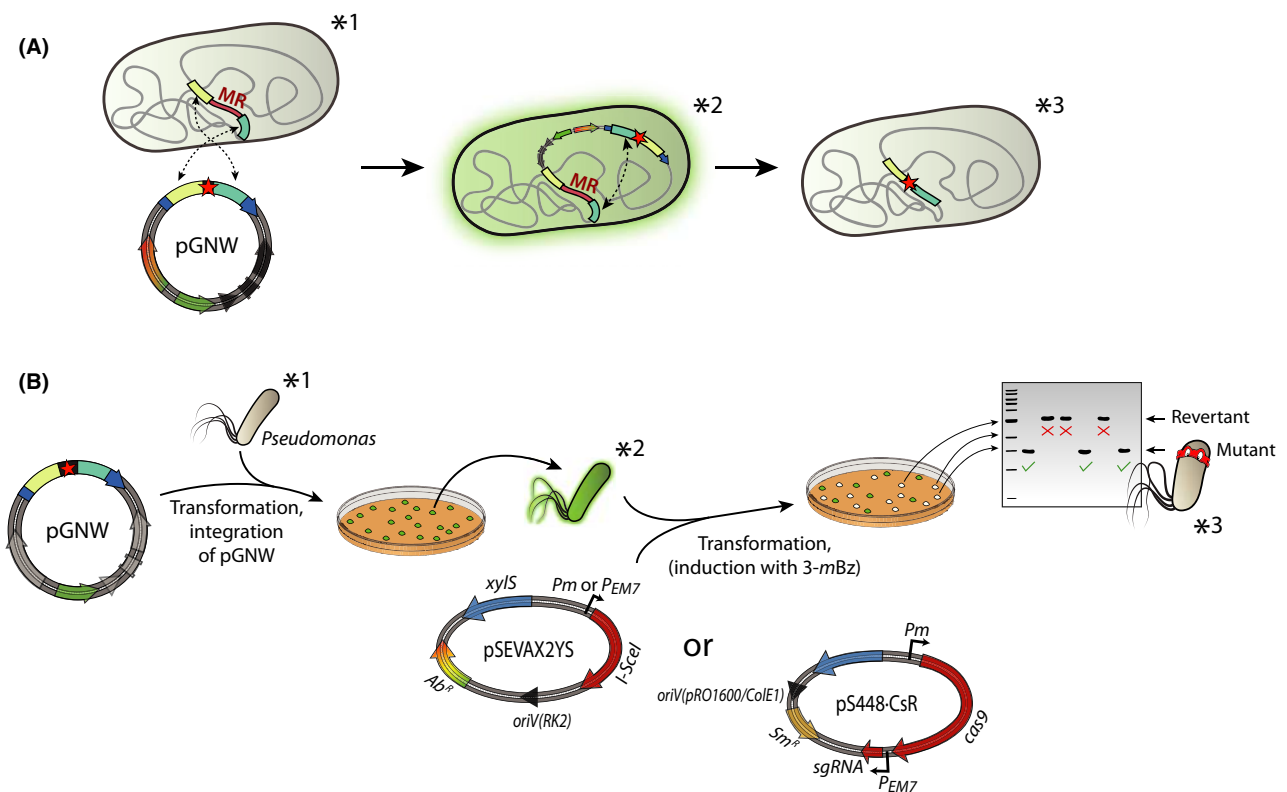 (A)
*1
MR
pGNW
*2
MR
*3
(B)
*1
Pseudomonas
pGNW
Transformation,
integration
of pGNW
*2
Transformation,
(induction with 3-mBz)
Revertant
Mutant
*3
xylS
Pm or PEM7
pSEVAX2YS
I-SceI
AbR
oriV(RK2)
or
Pm
oriV(pRO1600/ColE1)
pS448·CsR
SmR
cas9
sgRNA
PEM7